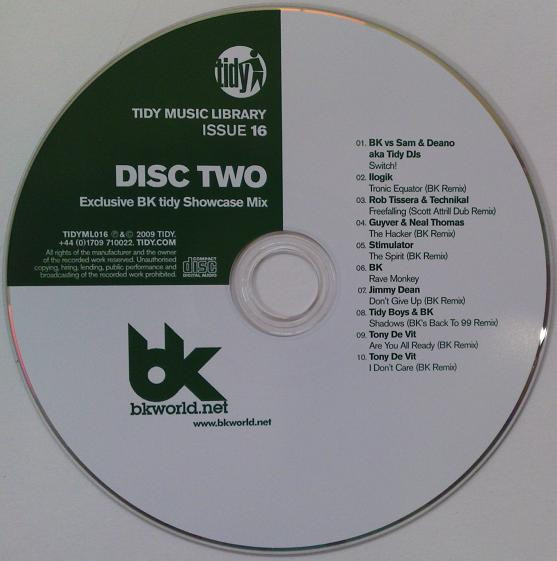 tidy
TIDY MUSIC LIBRARY
ISSUE 16
DISC TWO
Exclusive BK tidy Showcase Mix
TIDYML016 Ⓟ & © 2009 TIDY.
+44 (0)1709 710022. TIDY.COM
All rights of the manufacturer and the owner
of the recorded work reserved. Unauthorised
copying, hiring, lending, public performance and
broadcasting of the recorded work prohibited.
COMPACT
disc
DIGITAL AUDIO
01. BK vs Sam & Deano
aka Tidy DJs
Switch!
02. Ilogik
Tronic Equator (BK Remix)
03. Rob Tissera & Technikal
Freefalling (Scott Attrill Dub Remix)
04. Guyver & Neal Thomas
The Hacker (BK Remix)
05. Stimulator
The Spirit (BK Remix)
06. BK
Rave Monkey
07. Jimmy Dean
Don't Give Up (BK Remix)
08. Tidy Boys & BK
Shadows (BK's Back To 99 Remix)
09. Tony De Vit
Are You All Ready (BK Remix)
10. Tony De Vit
I Don't Care (BK Remix)
bk
bkworld.net
www.bkworld.net